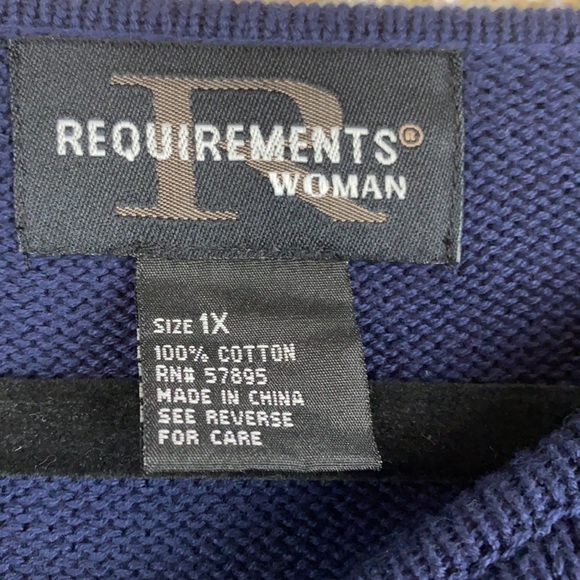 R
REQUIREMENTS®
WOMAN
SIZE 1X
100% COTTON
RN# 57895
MADE IN CHINA
SEE REVERSE
FOR CARE